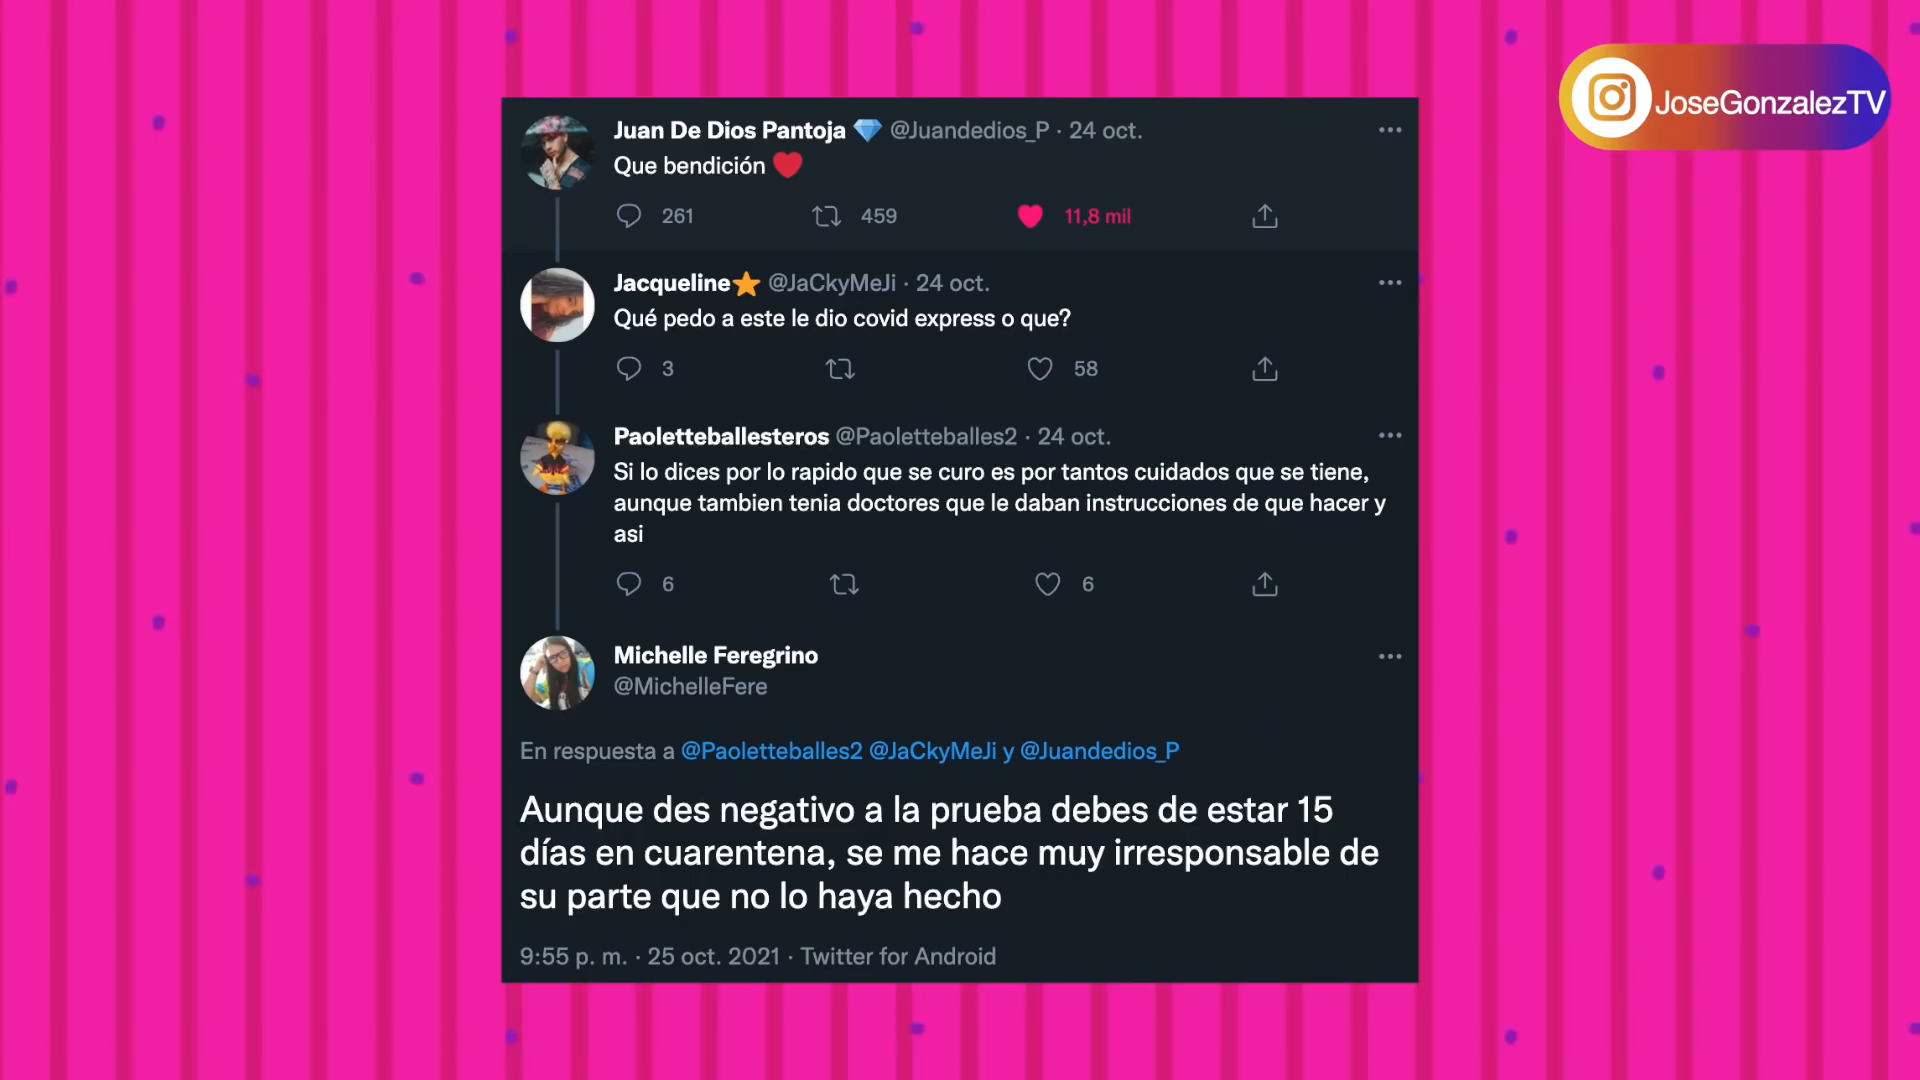 JoseGonzalezTV
Juan De Dios Pantoja 💎 @Juandedios_P · 24 oct.
Que bendición ❤️
261 459 11,8 mil
Jacqueline⭐ @JaCkyMeJi · 24 oct.
Qué pedo a este le dio covid express o que?
3 58
Paoletteballesteros @Paoletteballes2 · 24 oct.
Si lo dices por lo rapido que se curo es por tantos cuidados que se tiene,
aunque tambien tenia doctores que le daban instrucciones de que hacer y
asi
6 6
Michelle Feregrino
@MichelleFere
En respuesta a @Paoletteballes2 @JaCkyMeJi y @Juandedios_P
Aunque des negativo a la prueba debes de estar 15
días en cuarentena, se me hace muy irresponsable de
su parte que no lo haya hecho
9:55 p. m. · 25 oct. 2021 · Twitter for Android